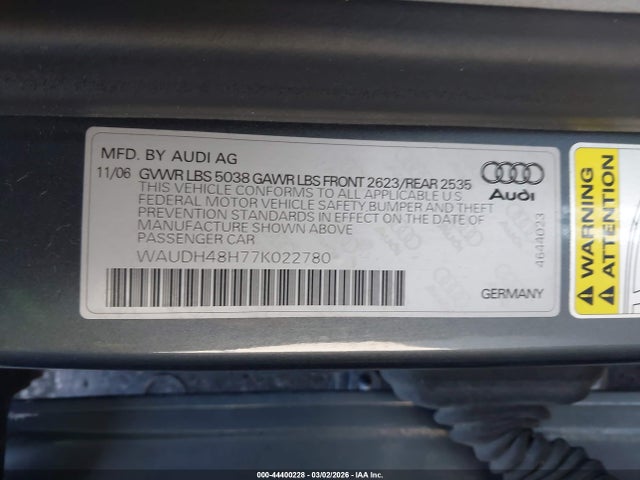 MFD. BY AUDI AG
11/06 GVWR LBS 5038 GAWR LBS FRONT 2623/REAR 2535
THIS VEHICLE CONFORMS TO ALL APPLICABLE U.S
FEDERAL MOTOR VEHICLE SAFETY BUMPER AND THEFT
PREVENTION STANDARDS IN EFFECT ON THE DATE OF
MANUFACTURE SHOWN ABOVE
PASSENGER CAR
WAUDH48H77K022780
Audi
4644023
GERMANY
WARNING
ATTENTION
000-44400228 - 03/02/2026 - IAA Inc.